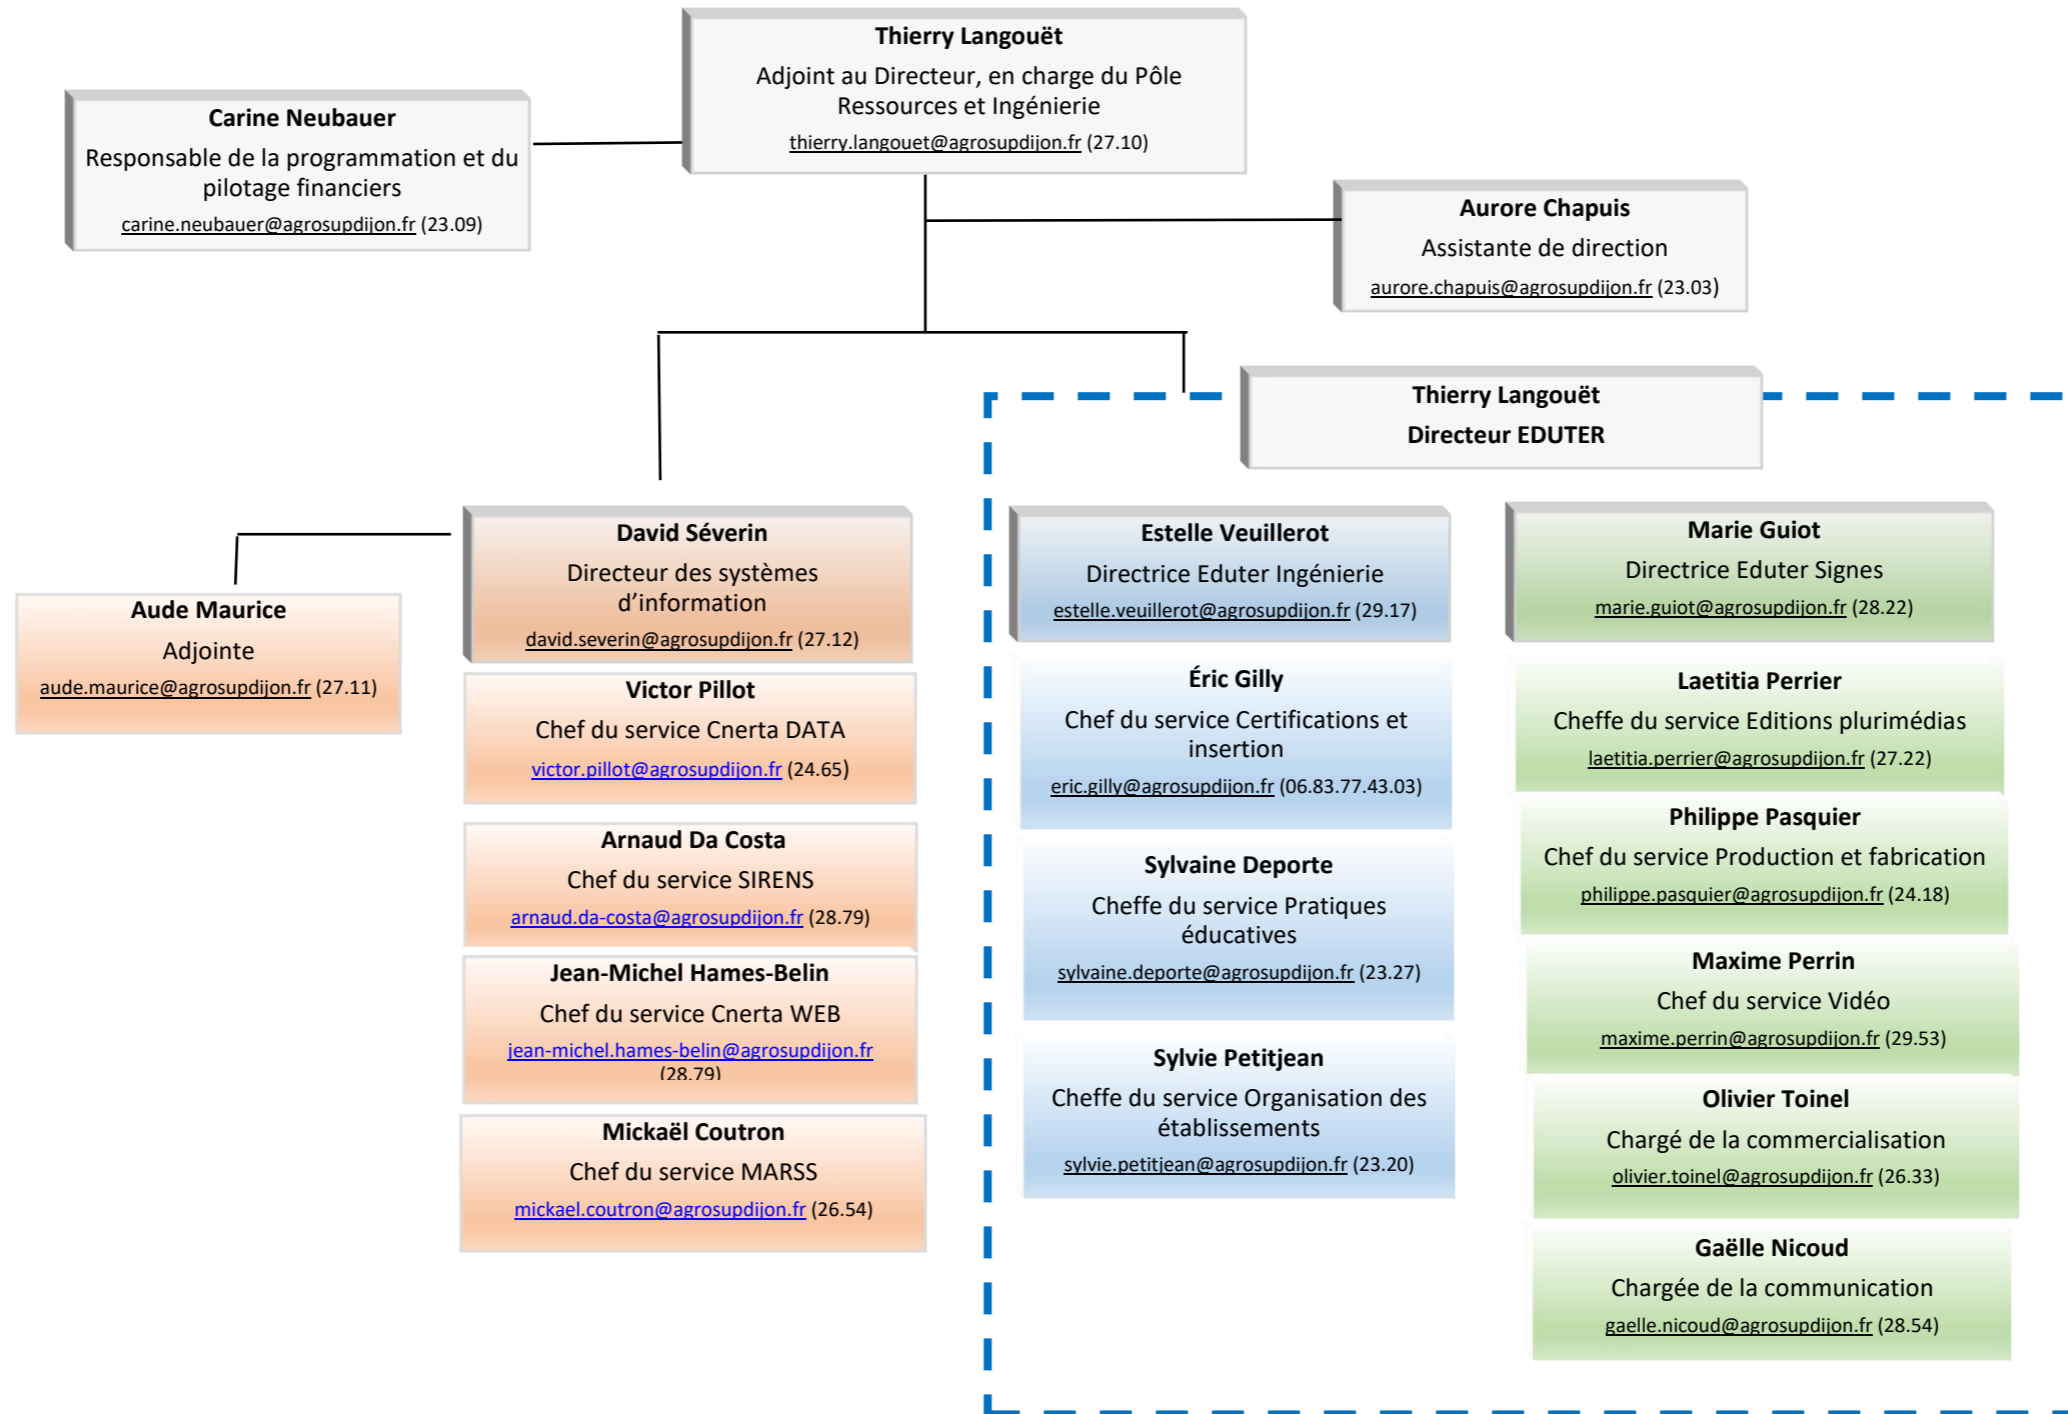 Thierry Langouët
Adjoint au Directeur, en charge du Pôle
Ressources et Ingénierie
thierry.langouet@agrosupdijon.fr (27.10)
Carine Neubauer
Responsable de la programmation et du
pilotage financiers
carine.neubauer@agrosupdijon.fr (23.09)
Aurore Chapuis
Assistante de direction
aurore.chapuis@agrosupdijon.fr (23.03)
Thierry Langouët
Directeur EDUTER
David Séverin
Directeur des systèmes
d’information
david.severin@agrosupdijon.fr (27.12)
Aude Maurice
Adjointe
aude.maurice@agrosupdijon.fr (27.11)
Victor Pillot
Chef du service Cnerta DATA
victor.pillot@agrosupdijon.fr (24.65)
Arnaud Da Costa
Chef du service SIRENS
arnaud.da-costa@agrosupdijon.fr (28.79)
Jean-Michel Hames-Belin
Chef du service Cnerta WEB
jean-michel.hames-belin@agrosupdijon.fr
(28.79)
Mickaël Coutron
Chef du service MARSS
mickael.coutron@agrosupdijon.fr (26.54)
Estelle Veuillerot
Directrice Eduter Ingénierie
estelle.veuillerot@agrosupdijon.fr (29.17)
Éric Gilly
Chef du service Certifications et
insertion
eric.gilly@agrosupdijon.fr (06.83.77.43.03)
Sylvaine Deporte
Cheffe du service Pratiques
éducatives
sylvaine.deporte@agrosupdijon.fr (23.27)
Sylvie Petitjean
Cheffe du service Organisation des
établissements
sylvie.petitjean@agrosupdijon.fr (23.20)
Marie Guiot
Directrice Eduter Signes
marie.guiot@agrosupdijon.fr (28.22)
Laetitia Perrier
Cheffe du service Editions plurimédias
laetitia.perrier@agrosupdijon.fr (27.22)
Philippe Pasquier
Chef du service Production et fabrication
philippe.pasquier@agrosupdijon.fr (24.18)
Maxime Perrin
Chef du service Vidéo
maxime.perrin@agrosupdijon.fr (29.53)
Olivier Toinel
Chargé de la commercialisation
olivier.toinel@agrosupdijon.fr (26.33)
Gaëlle Nicoud
Chargée de la communication
gaelle.nicoud@agrosupdijon.fr (28.54)